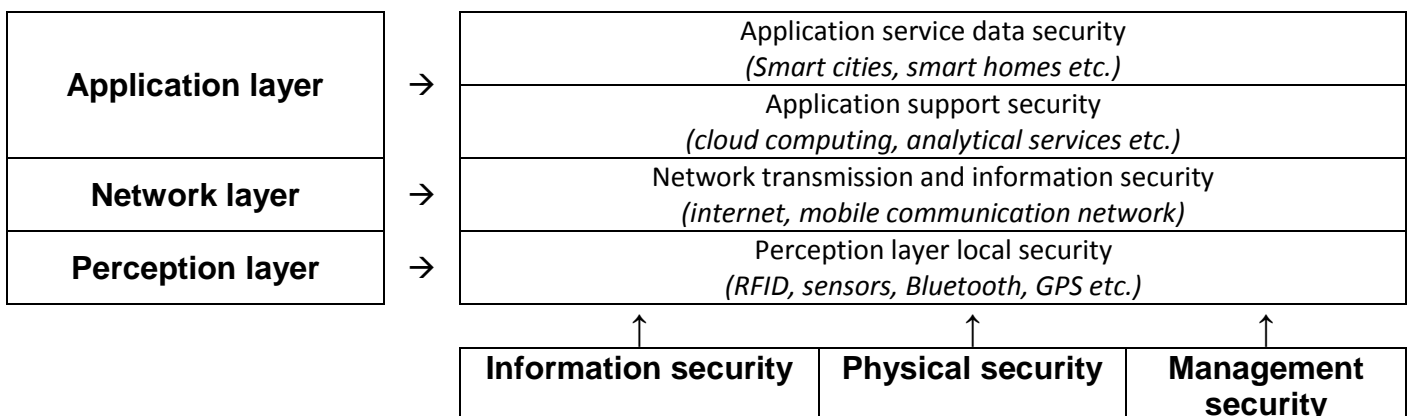 Application layer
→
Application service data security
(Smart cities, smart homes etc.)
Application support security
(cloud computing, analytical services etc.)
Network layer
→
Network transmission and information security
(internet, mobile communication network)
Perception layer
→
Perception layer local security
(RFID, sensors, Bluetooth, GPS etc.)
↑ ↑ ↑
Information security
Physical security
Management
security